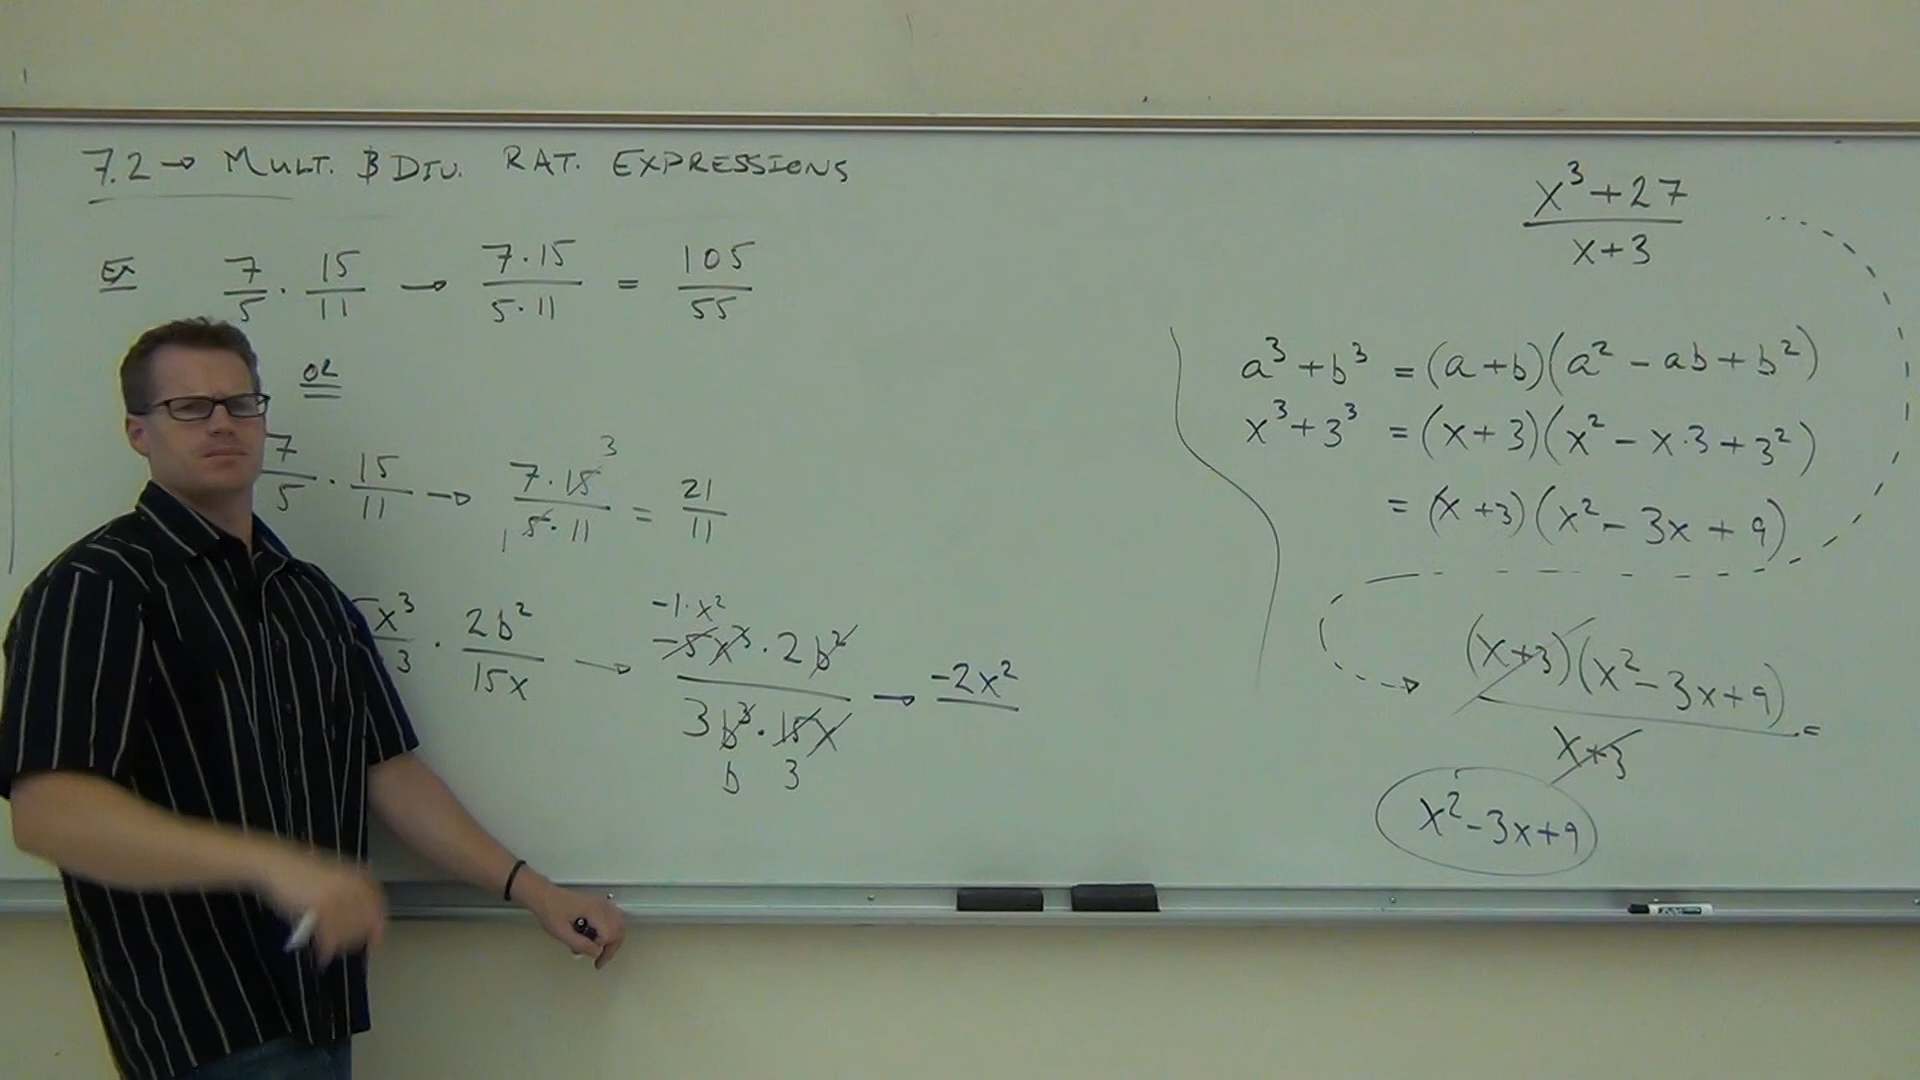 7.2 → MULT. & DIV. RAT. EXPRESSIONS
Ex 7/5 · 15/11 → 7·15/5·11 = 105/55
OR
7/5 · 15/11 → 7·15 3/1 5·11 = 21/11
-1·x²
x³/3 · 2b²/15x → -5x³·2b²/3b³·15x → -2x²
b 3
x³+27/x+3
a³+b³ = (a+b)(a²-ab+b²)
x³+3³ = (x+3)(x²-x·3+3²)
= (x+3)(x²-3x+9)
(x+3)(x²-3x+9)/x+3 =
x²-3x+9